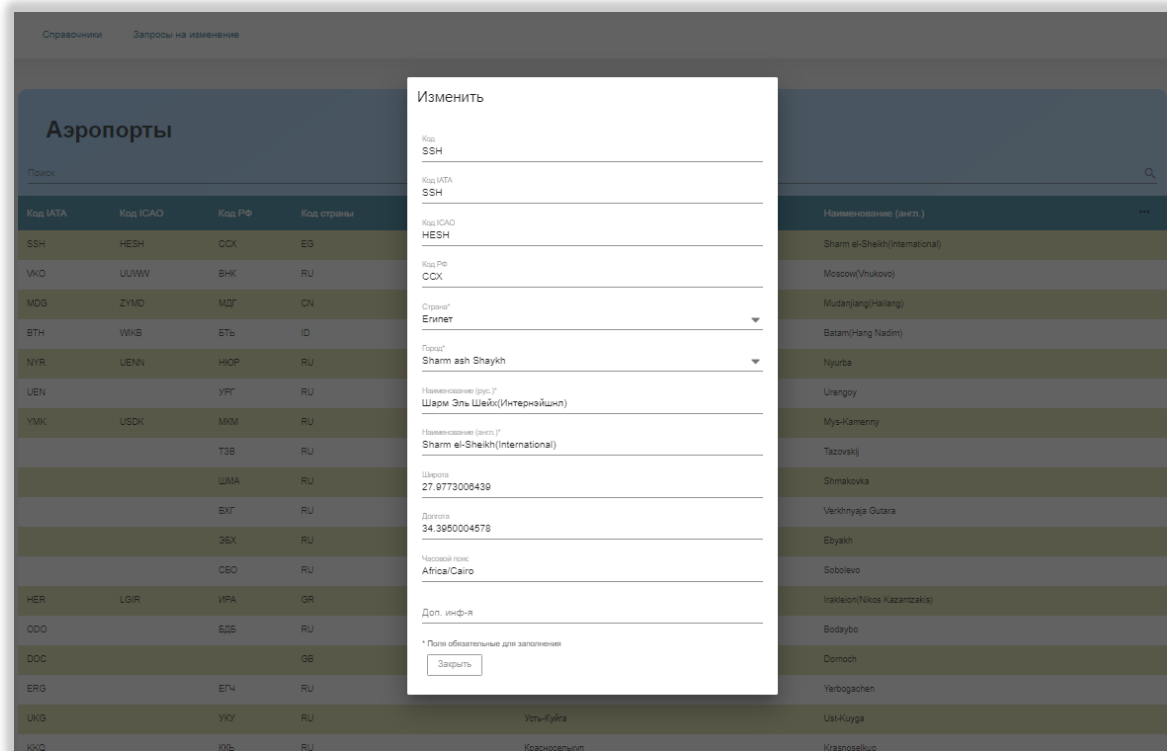 Справочники Запросы на изменение
Аэропорты
Поиск
Код IATA Код ICAO Код РФ Код страны Наименование (англ.) ...
SSH HESH ССХ EG Sharm el-Sheikh(International)
VKO UUWW ВНК RU Moscow(Vnukovo)
MDG ZYMD МДГ CN Mudanjiang(Hailang)
BTH WIKB БТЬ ID Batam(Hang Nadim)
NYR UENN НЮР RU Nyurba
UEN УРГ RU Urengoy
YMK USDK МКМ RU Mys-Kamenny
ТЗВ RU Tazovskij
ШМА RU Shmakovka
ВХГ RU Verkhnyaja Gutara
ЭБХ RU Ebyakh
СБО RU Sobolevo
HER LGIR ИРА GR Irakleion(Nikos Kazantzakis)
ODO БДБ RU Bodaybo
DOC GB Dornoch
ERG ЕГЧ RU Yerbogachen
UKG УКУ RU Усть-Куйга Ust-Kuyga
KKQ ККЬ RU Красноселькуп Krasnoselkup
Изменить
Код
SSH
Код IATA
SSH
Код ICAO
HESH
Код РФ
ССХ
Страна*
Египет
Город*
Sharm ash Shaykh
Наименование (рус.)*
Шарм Эль Шейх(Интернэйшнл)
Наименование (англ.)*
Sharm el-Sheikh(International)
Широта
27.9773006439
Долгота
34.3950004578
Часовой пояс
Africa/Cairo
Доп. инф-я
* Поля обязательные для заполнения
Закрыть